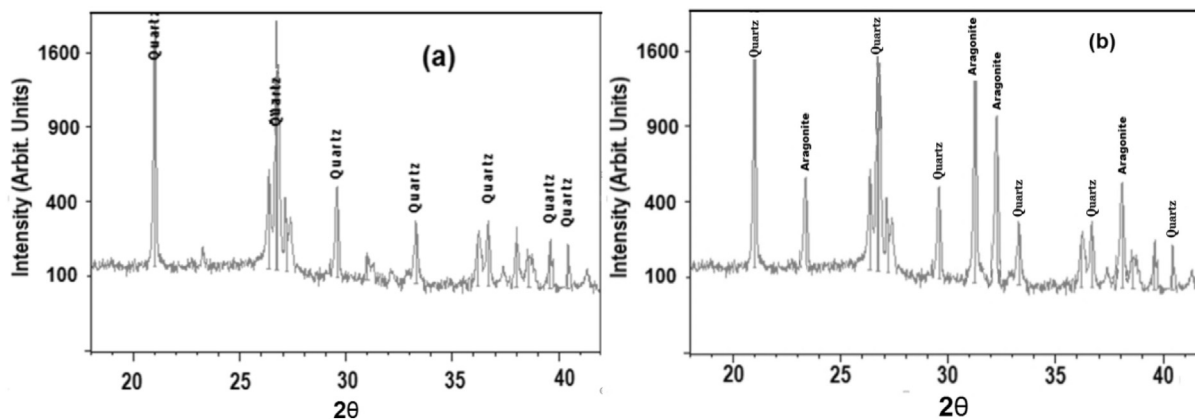 (a)
Intensity (Arbit. Units)
1600
900
400
100
Quartz
Quartz
Quartz
Quartz
Quartz
Quartz
Quartz
20
25
30
35
40
2θ
(b)
Intensity (Arbit. Units)
1600
900
400
100
Quartz
Aragonite
Quartz
Quartz
Aragonite
Aragonite
Quartz
Quartz
Aragonite
Quartz
20
25
30
35
40
2θ